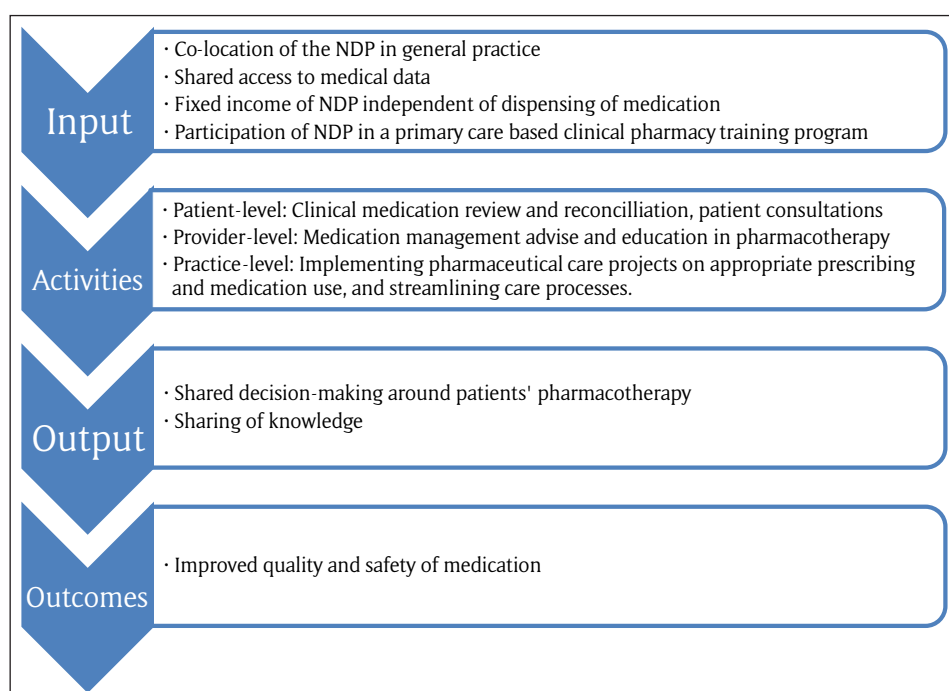 Input
· Co-location of the NDP in general practice
· Shared access to medical data
· Fixed income of NDP independent of dispensing of medication
· Participation of NDP in a primary care based clinical pharmacy training program
Activities
· Patient-level: Clinical medication review and reconcilliation, patient consultations
· Provider-level: Medication management advise and education in pharmacotherapy
· Practice-level: Implementing pharmaceutical care projects on appropriate prescribing
and medication use, and streamlining care processes.
Output
· Shared decision-making around patients' pharmacotherapy
· Sharing of knowledge
Outcomes
· Improved quality and safety of medication